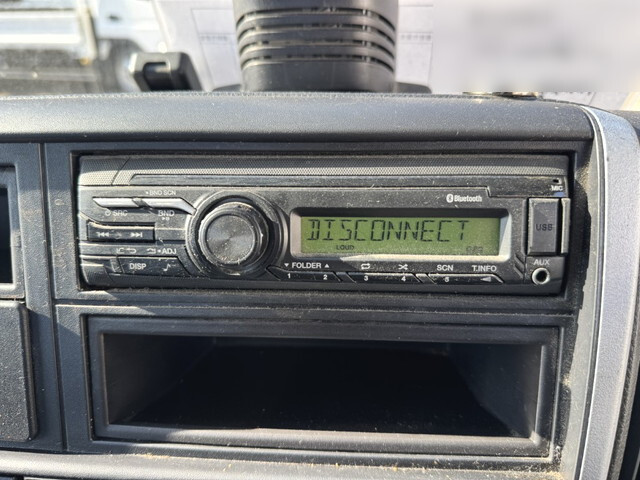 BND SCN
MIC
Bluetooth
SRC
BND
DISCONNECT
LOUD
USB
ADJ
DISP
FOLDER
SCN
T.INFO
AUX
1 2 3 4 5